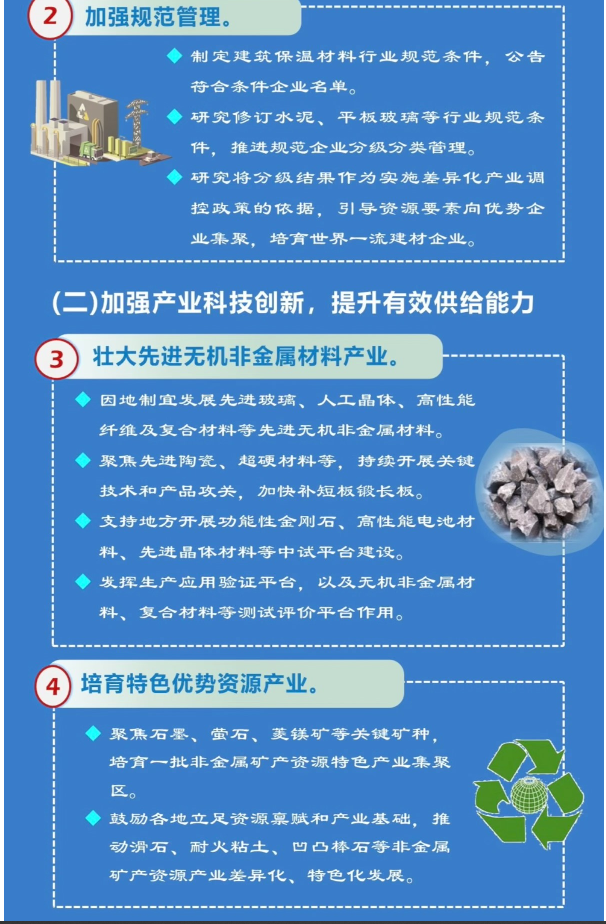 2 加强规范管理。
制定建筑保温材料行业规范条件，公告
符合条件企业名单。
研究修订水泥、平板玻璃等行业规范条
件，推进规范企业分级分类管理。
研究将分级结果作为实施差异化产业调
控政策的依据，引导资源要素向优势企
业集聚，培育世界一流建材企业。
(二)加强产业科技创新，提升有效供给能力
3 壮大先进无机非金属材料产业。
因地制宜发展先进玻璃、人工晶体、高性能
纤维及复合材料等先进无机非金属材料。
聚焦先进陶瓷、超硬材料等，持续开展关键
技术和产品攻关，加快补短板锻长板。
支持地方开展功能性金刚石、高性能电池材
料、先进晶体材料等中试平台建设。
发挥生产应用验证平台，以及无机非金属材
料、复合材料等测试评价平台作用。
4 培育特色优势资源产业。
聚焦石墨、萤石、菱镁矿等关键矿种，
培育一批非金属矿产资源特色产业集聚
区。
鼓励各地立足资源禀赋和产业基础，推
动滑石、耐火粘土、凹凸棒石等非金属
矿产资源产业差异化、特色化发展。